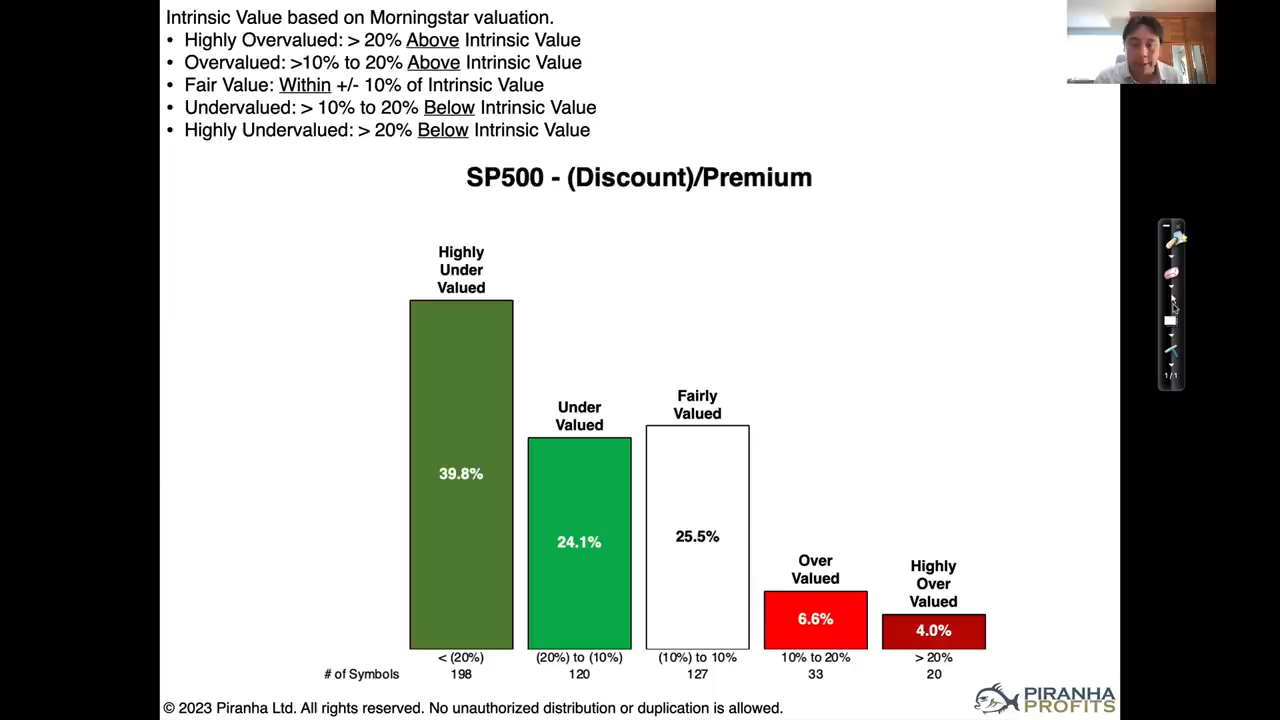 Intrinsic Value based on Morningstar valuation.
• Highly Overvalued: > 20% Above Intrinsic Value
• Overvalued: >10% to 20% Above Intrinsic Value
• Fair Value: Within +/- 10% of Intrinsic Value
• Undervalued: > 10% to 20% Below Intrinsic Value
• Highly Undervalued: > 20% Below Intrinsic Value
SP500 - (Discount)/Premium
Highly
Under
Valued
39.8%
Under
Valued
24.1%
Fairly
Valued
25.5%
Over
Valued
6.6%
Highly
Over
Valued
4.0%
< (20%) (20%) to (10%) (10%) to 10% 10% to 20% > 20%
# of Symbols 198 120 127 33 20
1/1
© 2023 Piranha Ltd. All rights reserved. No unauthorized distribution or duplication is allowed.
PIRANHA
PROFITS